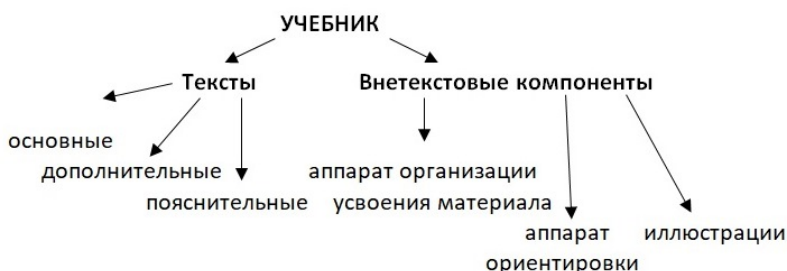 УЧЕБНИК
Тексты Внетекстовые компоненты
основные
дополнительные аппарат организации
пояснительные усвоения материала
аппарат иллюстрации
ориентировки